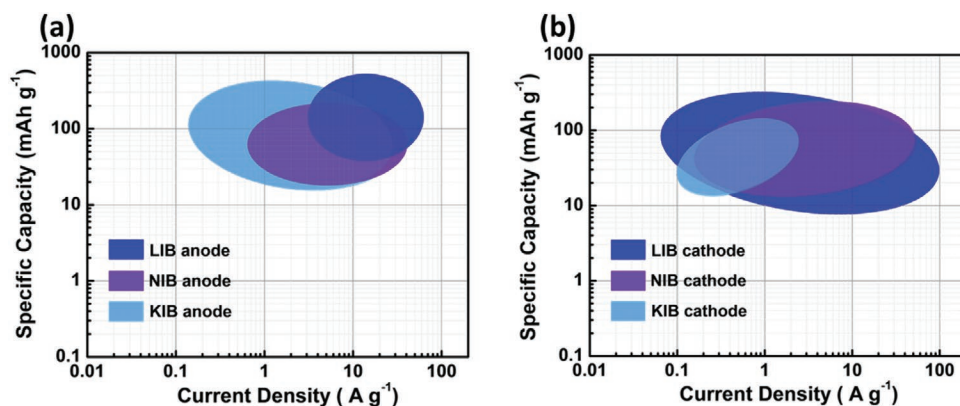 (a)
1000
100
10
1
0.1
Specific Capacity (mAh g⁻¹)
LIB anode
NIB anode
KIB anode
0.01 0.1 1 10 100
Current Density ( A g⁻¹)
(b)
1000
100
10
1
0.1
Specific Capacity (mAh g⁻¹)
LIB cathode
NIB cathode
KIB cathode
0.01 0.1 1 10 100
Current Density ( A g⁻¹)